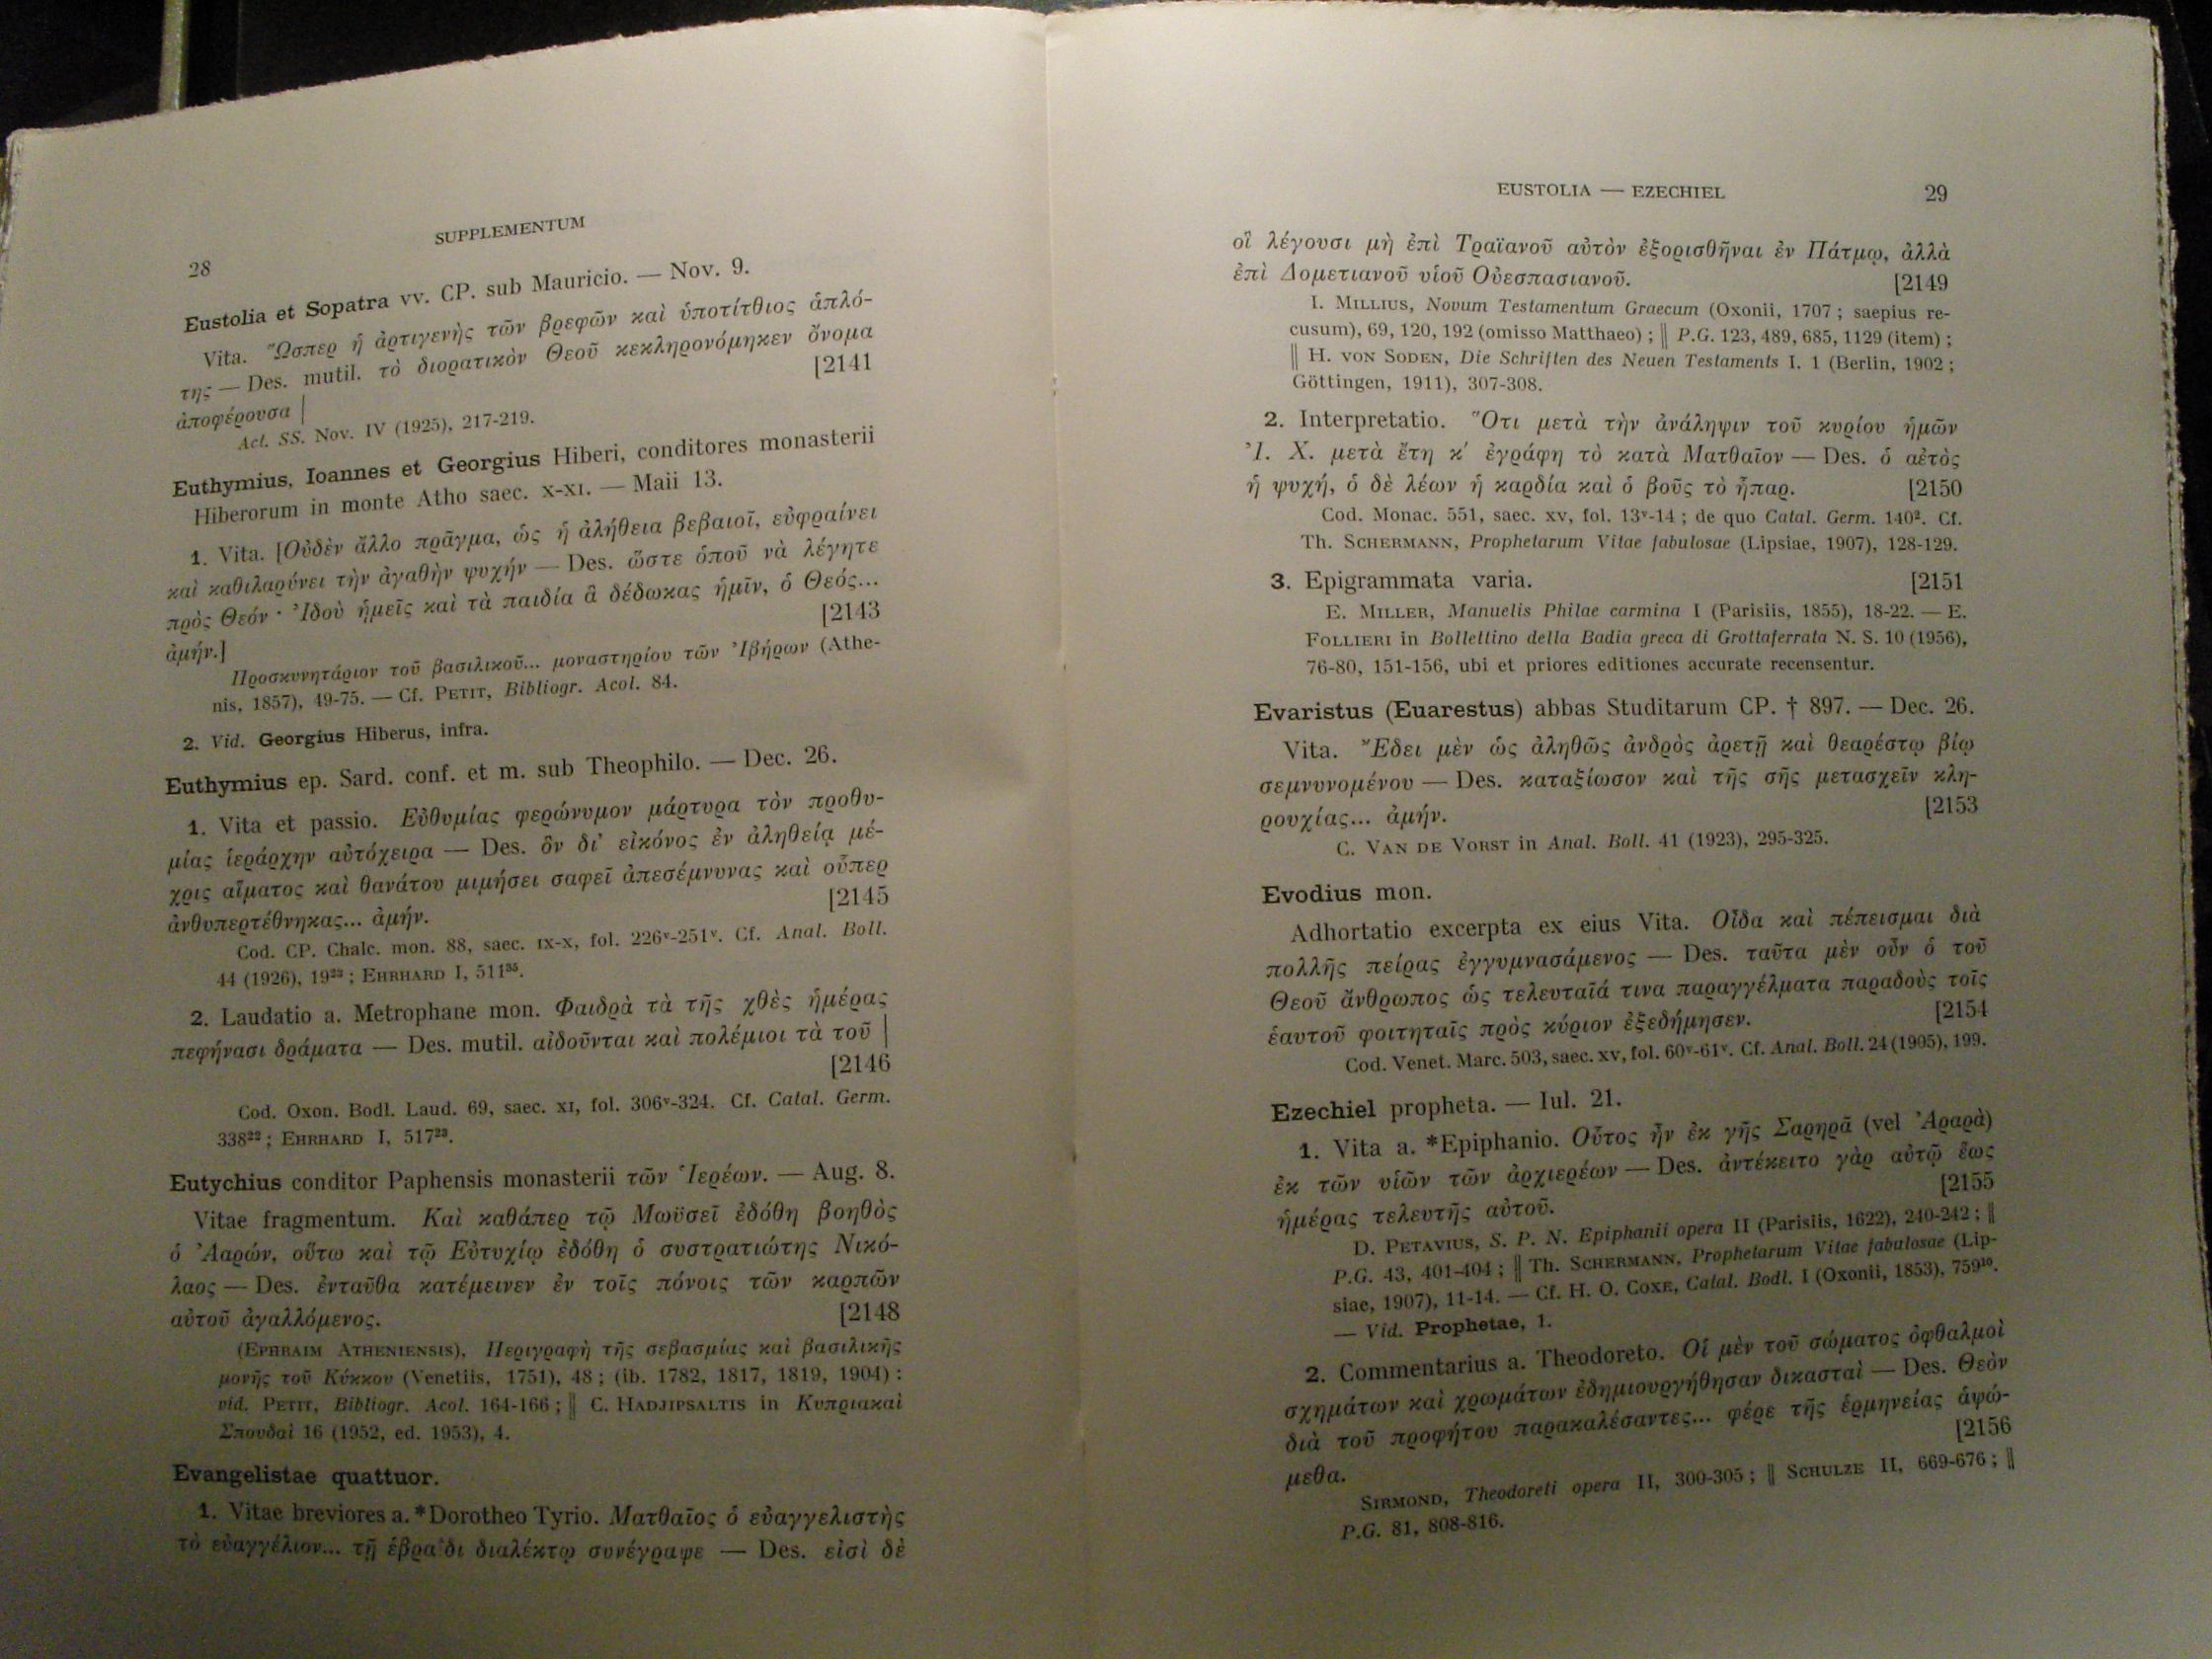 28
SUPPLEMENTUM
Eustolia et Sopatra vv. CP. sub Mauricio. — Nov. 9.
Vita. Ὥσπερ ἡ ἀρτιγενὴς τῶν βρεφῶν καὶ ὑποτίτθιος ἁπλό-
της — Des. mutil. τὸ διορατικὸν Θεοῦ κεκληρονόμηκεν ὄνομα
ἀποφέρουσα | [2141
Act. SS. Nov. IV (1925), 217-219.
Euthymius, Ioannes et Georgius Hiberi, conditores monasterii
Hiberorum in monte Atho saec. X-XI. — Maii 13.
1. Vita. [Οὐδὲν ἄλλο πρᾶγμα, ὡς ἡ ἀλήθεια βεβαιοῖ, εὐφραίνει
καὶ καθιλαρύνει τὴν ἀγαθὴν ψυχήν — Des. ὥστε ὁποῦ νὰ λέγητε
πρὸς Θεόν · Ἰδοὺ ἡμεῖς καὶ τὰ παιδία ἃ δέδωκας ἡμῖν, ὁ Θεός...
ἀμήν.] [2143
Προσκυνητάριον τοῦ βασιλικοῦ... μοναστηρίου τῶν Ἰβήρων (Athe-
nis, 1857), 49-75. — Cf. PETIT, Bibliogr. Acol. 84.
2. Vid. Georgius Hiberus, infra.
Euthymius ep. Sard. conf. et m. sub Theophilo. — Dec. 26.
1. Vita et passio. Εὐθυμίας φερώνυμον μάρτυρα τὸν προθυ-
μίας ἱεράρχην αὐτόχειρα — Des. ὃν δι' εἰκόνος ἐν ἀληθείᾳ μέ-
χρις αἵματος καὶ θανάτου μιμήσει σαφεῖ ἀπεσέμνυνας καὶ οὗπερ
ἀνθυπερτέθνηκας... ἀμήν. [2145
Cod. CP. Chalc. mon. 88, saec. IX-X, fol. 226ᵛ-251ᵛ. Cf. Anal. Boll.
44 (1926), 19²²; EHRHARD I, 511³⁵.
2. Laudatio a. Metrophane mon. Φαιδρὰ τὰ τῆς χθὲς ἡμέρας
πεφήνασι δράματα — Des. mutil. αἰδοῦνται καὶ πολέμιοι τὰ τοῦ |
[2146
Cod. Oxon. Bodl. Laud. 69, saec. XI, fol. 306ᵛ-324. Cf. Catal. Germ.
338²²; EHRHARD I, 517²³.
Eutychius conditor Paphensis monasterii τῶν Ἱερέων. — Aug. 8.
Vitae fragmentum. Καὶ καθάπερ τῷ Μωϋσεῖ ἐδόθη βοηθὸς
ὁ Ἀαρών, οὕτω καὶ τῷ Εὐτυχίῳ ἐδόθη ὁ συστρατιώτης Νικό-
λαος — Des. ἐνταῦθα κατέμεινεν ἐν τοῖς πόνοις τῶν καρπῶν
αὐτοῦ ἀγαλλόμενος. [2148
(EPHRAIM ATHENIENSIS), Περιγραφὴ τῆς σεβασμίας καὶ βασιλικῆς
μονῆς τοῦ Κύκκου (Venetiis, 1751), 48; (ib. 1782, 1817, 1819, 1904):
vid. PETIT, Bibliogr. Acol. 164-166; || C. HADJIPSALTIS in Κυπριακαὶ
Σπουδαὶ 16 (1952, ed. 1953), 4.
Evangelistae quattuor.
1. Vitae breviores a. *Dorotheo Tyrio. Ματθαῖος ὁ εὐαγγελιστὴς
τὸ εὐαγγέλιον... τῇ ἑβραΐδι διαλέκτῳ συνέγραψε — Des. εἰσὶ δὲ
EUSTOLIA — EZECHIEL
29
οἳ λέγουσι μὴ ἐπὶ Τραϊανοῦ αὐτὸν ἐξορισθῆναι ἐν Πάτμῳ, ἀλλὰ
ἐπὶ Δομετιανοῦ υἱοῦ Οὐεσπασιανοῦ. [2149
I. MILLIUS, Novum Testamentum Graecum (Oxonii, 1707; saepius re-
cusum), 69, 120, 192 (omisso Matthaeo); || P.G. 123, 489, 685, 1129 (item);
|| H. VON SODEN, Die Schriften des Neuen Testaments I. 1 (Berlin, 1902;
Göttingen, 1911), 307-308.
2. Interpretatio. Ὅτι μετὰ τὴν ἀνάληψιν τοῦ κυρίου ἡμῶν
Ἰ. Χ. μετὰ ἔτη κ´ ἐγράφη τὸ κατὰ Ματθαῖον — Des. ὁ αἰετὸς
ἡ ψυχή, ὁ δὲ λέων ἡ καρδία καὶ ὁ βοῦς τὸ ἧπαρ. [2150
Cod. Monac. 551, saec. XV, fol. 13ᵛ-14; de quo Catal. Germ. 140². Cf.
Th. SCHERMANN, Prophetarum Vitae fabulosae (Lipsiae, 1907), 128-129.
3. Epigrammata varia. [2151
E. MILLER, Manuelis Philae carmina I (Parisiis, 1855), 18-22. — E.
FOLLIERI in Bollettino della Badia greca di Grottaferrata N. S. 10 (1956),
76-80, 151-156, ubi et priores editiones accurate recensentur.
Evaristus (Euarestus) abbas Studitarum CP. † 897. — Dec. 26.
Vita. Ἔδει μὲν ὡς ἀληθῶς ἀνδρὸς ἀρετῇ καὶ θεαρέστῳ βίῳ
σεμνυνομένου — Des. καταξίωσον καὶ τῆς σῆς μετασχεῖν κλη-
ρουχίας... ἀμήν. [2153
C. VAN DE VORST in Anal. Boll. 41 (1923), 295-325.
Evodius mon.
Adhortatio excerpta ex eius Vita. Οἶδα καὶ πέπεισμαι διὰ
πολλῆς πείρας ἐγγυμνασάμενος — Des. ταῦτα μὲν οὖν ὁ τοῦ
Θεοῦ ἄνθρωπος ὡς τελευταῖά τινα παραγγέλματα παραδοὺς τοῖς
ἑαυτοῦ φοιτηταῖς πρὸς κύριον ἐξεδήμησεν. [2154
Cod. Venet. Marc. 503, saec. XV, fol. 60ᵛ-61ᵛ. Cf. Anal. Boll. 24 (1905), 199.
Ezechiel propheta. — Iul. 21.
1. Vita a. *Epiphanio. Οὗτος ἦν ἐκ γῆς Σαρηρᾶ (vel Ἀραρὰ)
ἐκ τῶν υἱῶν τῶν ἀρχιερέων — Des. ἀντέκειτο γὰρ αὐτῷ ἕως
ἡμέρας τελευτῆς αὐτοῦ. [2155
D. PETAVIUS, S. P. N. Epiphanii opera II (Parisiis, 1622), 240-242; ||
P.G. 43, 401-404; || Th. SCHERMANN, Prophetarum Vitae fabulosae (Lip-
siae, 1907), 11-14. — Cf. H. O. COXE, Catal. Bodl. I (Oxonii, 1853), 759¹⁰.
— Vid. Prophetae, 1.
2. Commentarius a. Theodoreto. Οἱ μὲν τοῦ σώματος ὀφθαλμοὶ
σχημάτων καὶ χρωμάτων ἐδημιουργήθησαν δικασταὶ — Des. Θεὸν
διὰ τοῦ προφήτου παρακαλέσαντες... φέρε τῆς ἑρμηνείας ἁψώ-
μεθα. [2156
SIRMOND, Theodoreti opera II, 300-305; || SCHULZE II, 669-676; ||
P.G. 81, 808-816.